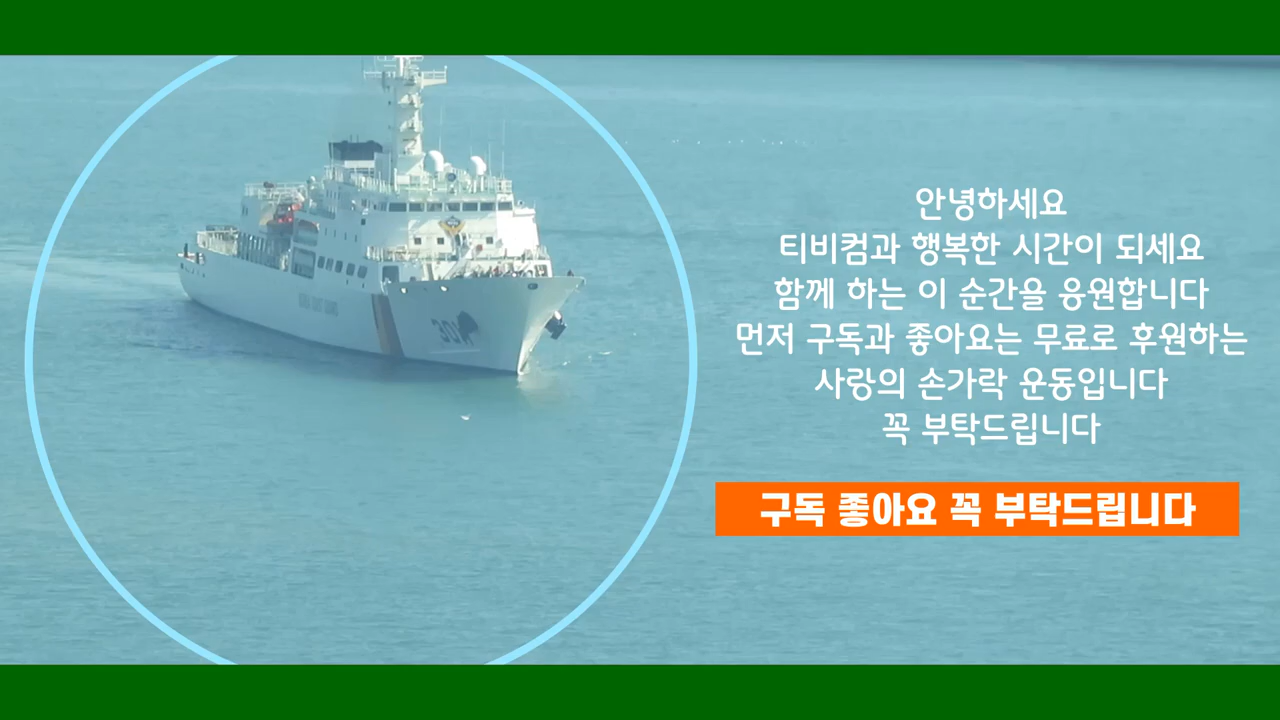 안녕하세요
티비컴과 행복한 시간이 되세요
함께 하는 이 순간을 응원합니다
먼저 구독과 좋아요는 무료로 후원하는
사랑의 손가락 운동입니다
꼭 부탁드립니다
구독 좋아요 꼭 부탁드립니다
KOREA COAST GUARD